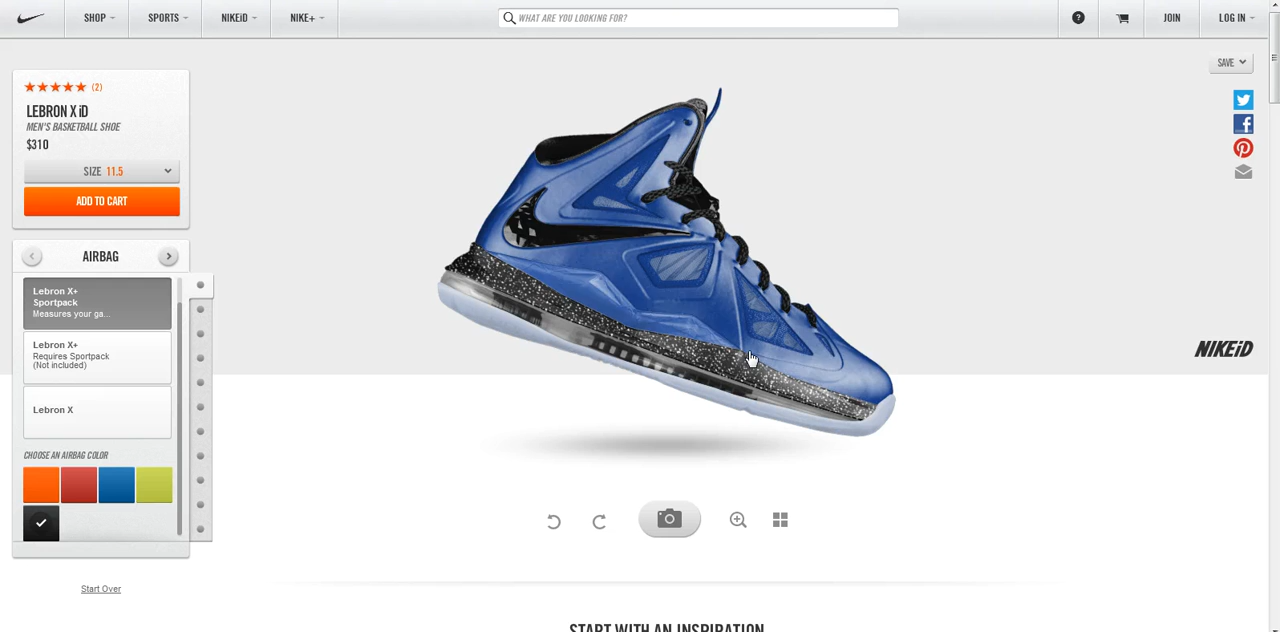 SHOP
SPORTS
NIKEiD
NIKE+
WHAT ARE YOU LOOKING FOR?
?
JOIN
LOG IN
SAVE
★★★★★ (2)
LEBRON X iD
MEN'S BASKETBALL SHOE
$310
SIZE 11.5
ADD TO CART
AIRBAG
Lebron X+
Sportpack
Measures your ga...
Lebron X+
Requires Sportpack
(Not included)
Lebron X
CHOOSE AN AIRBAG COLOR
Start Over
NIKEiD
START WITH AN INSPIRATION